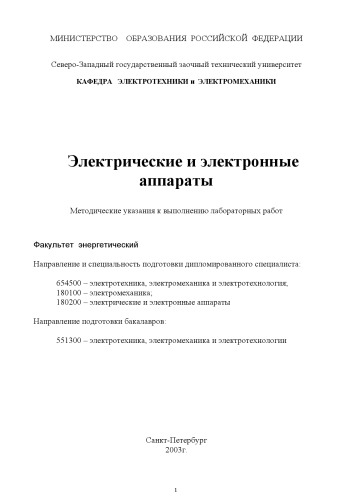 МИНИСТЕРСТВО ОБРАЗОВАНИЯ РОССИЙСКОЙ ФЕДЕРАЦИИ
Северо-Западный государственный заочный технический университет
КАФЕДРА ЭЛЕКТРОТЕХНИКИ и ЭЛЕКТРОМЕХАНИКИ
Электрические и электронные
аппараты
Методические указания к выполнению лабораторных работ
Факультет энергетический
Направление и специальность подготовки дипломированного специалиста:
654500 – электротехника, электромеханика и электротехнология,
180100 – электромеханика;
180200 – электрические и электронные аппараты
Направление подготовки бакалавров:
551300 – электротехника, электромеханика и электротехнологии
Санкт-Петербург
2003г.
1